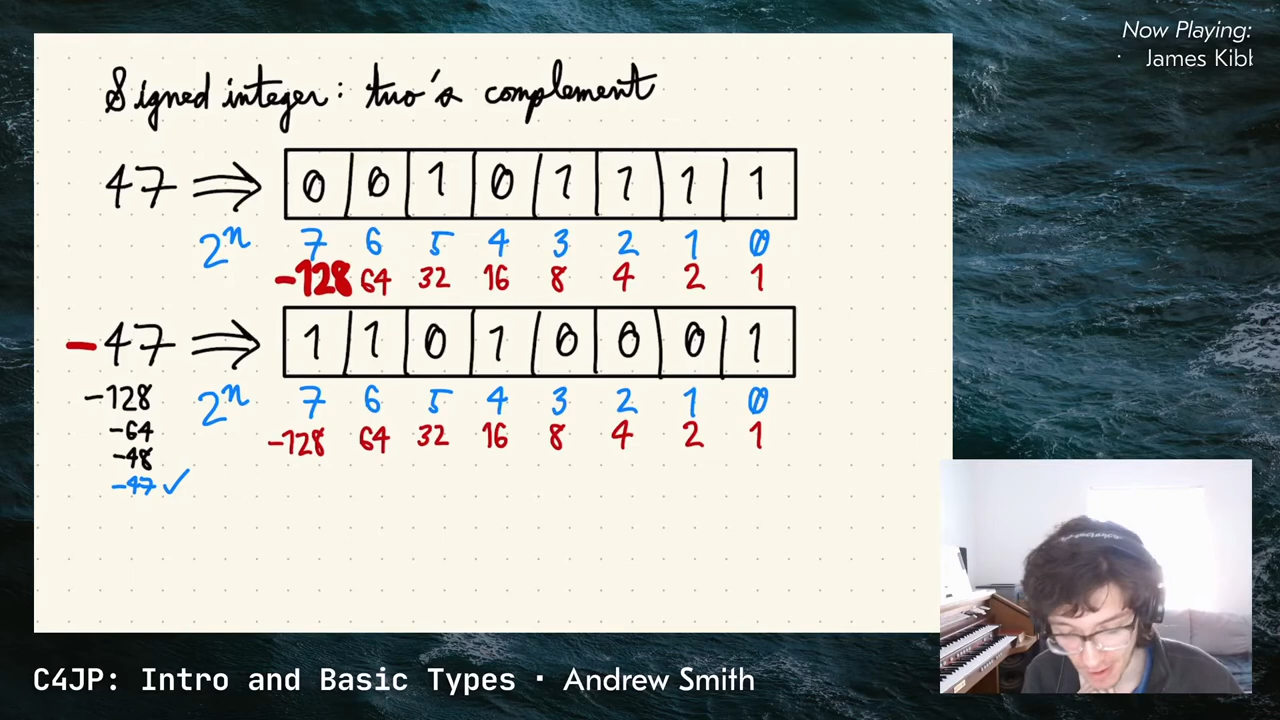 Now Playing:
· James Kibl
Signed integer: two's complement
47 ⇒ 0 0 1 0 1 1 1 1
2ⁿ 7 6 5 4 3 2 1 0
-128 64 32 16 8 4 2 1
-47 ⇒ 1 1 0 1 0 0 0 1
-128 2ⁿ 7 6 5 4 3 2 1 0
-64 -128 64 32 16 8 4 2 1
-48
-47 ✓
C4JP: Intro and Basic Types · Andrew Smith